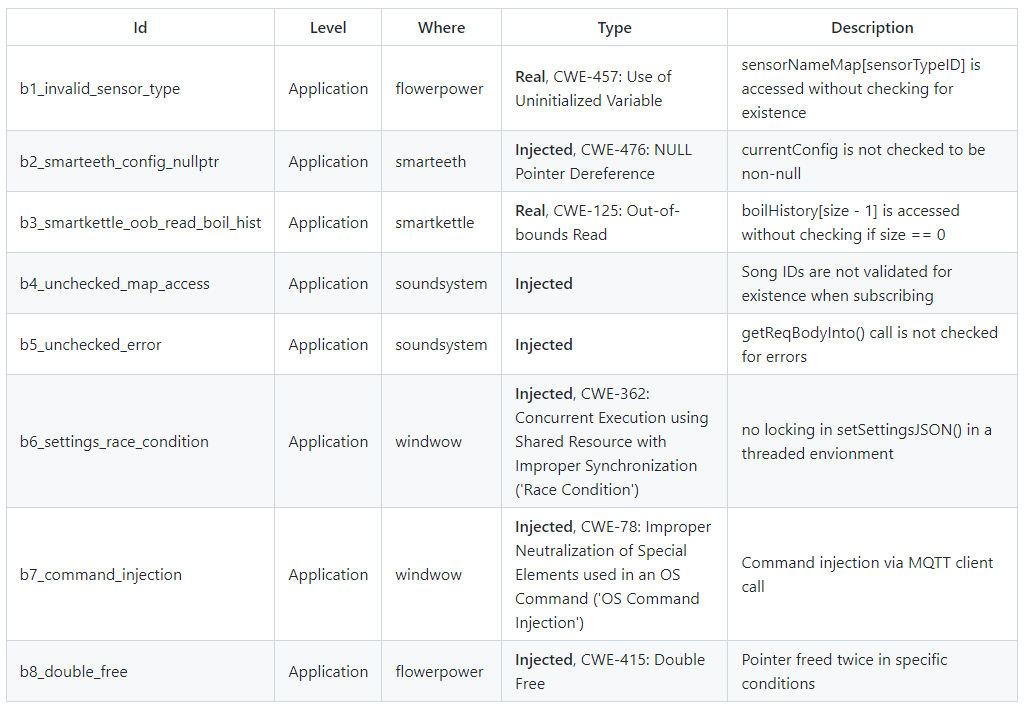 Id Level Where Type Description
b1_invalid_sensor_type Application flowerpower
Real, CWE-457: Use of
Uninitialized Variable
sensorNameMap[sensorTypeID] is
accessed without checking for
existence
b2_smarteeth_config_nullptr Application smarteeth
Injected, CWE-476: NULL
Pointer Dereference
currentConfig is not checked to be
non-null
b3_smartkettle_oob_read_boil_hist Application smartkettle
Real, CWE-125: Out-of-
bounds Read
boilHistory[size - 1] is accessed
without checking if size == 0
b4_unchecked_map_access Application soundsystem
Injected
Song IDs are not validated for
existence when subscribing
b5_unchecked_error Application soundsystem
Injected
getReqBodyInto() call is not checked
for errors
b6_settings_race_condition Application windwow
Injected, CWE-362:
Concurrent Execution using
Shared Resource with
Improper Synchronization
('Race Condition')
no locking in setSettingsJSON() in a
threaded envionment
b7_command_injection Application windwow
Injected, CWE-78: Improper
Neutralization of Special
Elements used in an OS
Command ('OS Command
Injection')
Command injection via MQTT client
call
b8_double_free Application flowerpower
Injected, CWE-415: Double
Free
Pointer freed twice in specific
conditions